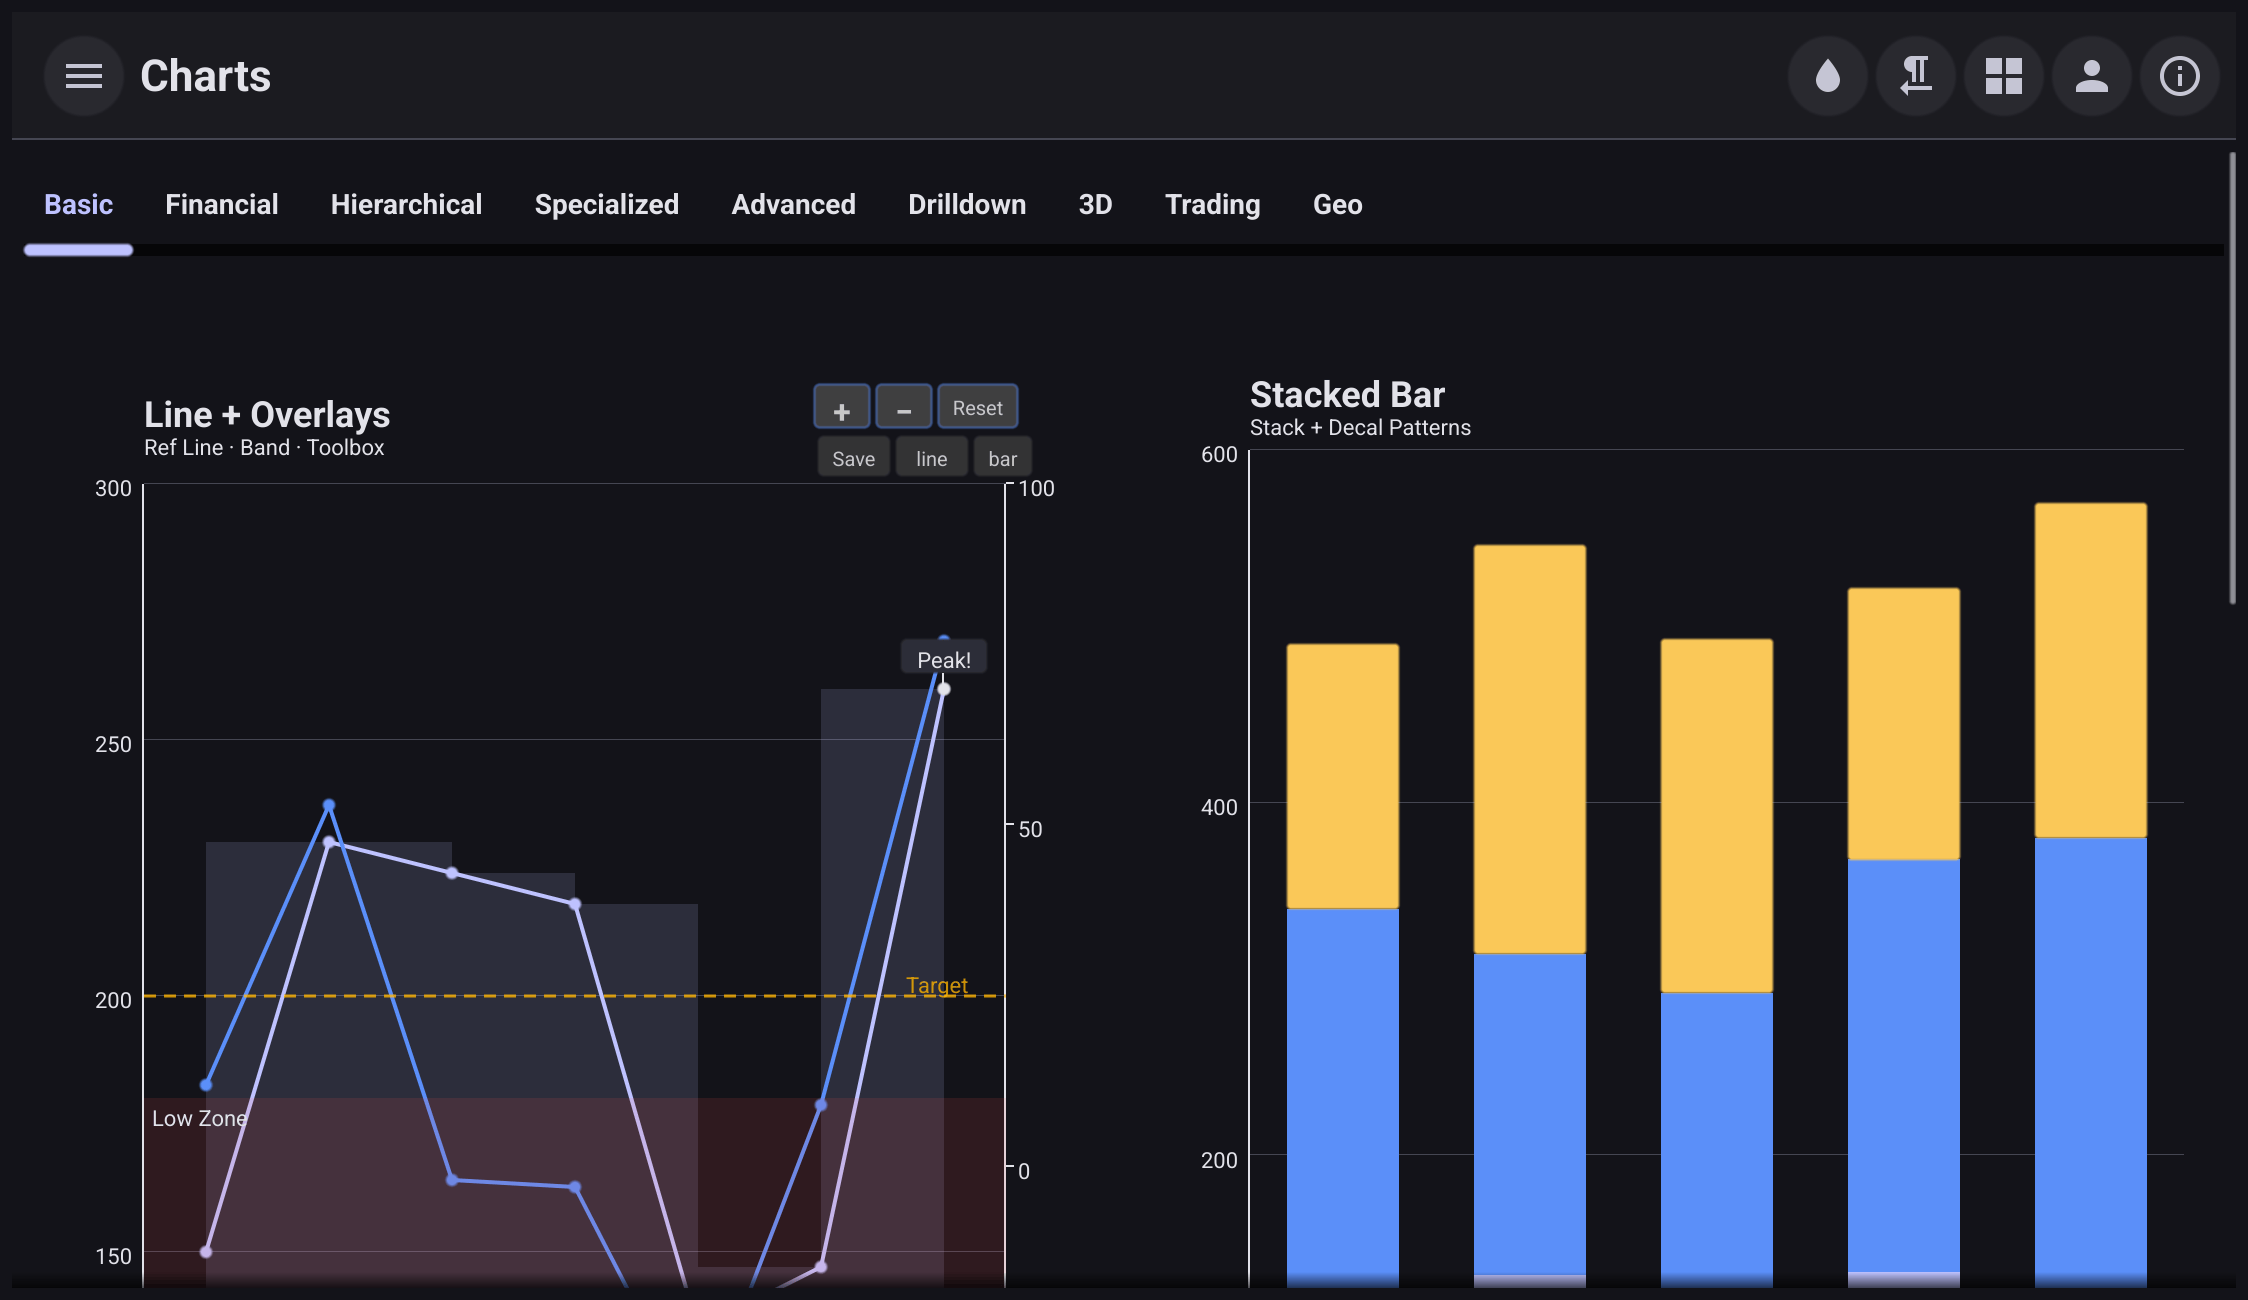 Charts
Basic Financial Hierarchical Specialized Advanced Drilldown 3D Trading Geo
Line + Overlays
Ref Line · Band · Toolbox
+ − Reset
Save line bar
300
250
200
150
100
50
0
Peak!
Target
Low Zone
Stacked Bar
Stack + Decal Patterns
600
400
200